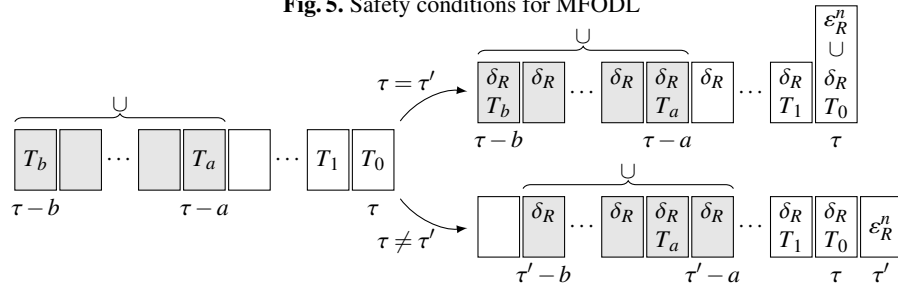 Fig. 5. Safety conditions for MFODL
∪
T_b ⋯ T_a ⋯ T_1 T_0
τ − b τ − a τ
τ = τ′
τ ≠ τ′
∪
ε_R^n
∪
δ_R δ_R ⋯ δ_R δ_R δ_R ⋯ δ_R δ_R
T_b T_a T_1 T_0
τ − b τ − a τ
∪
δ_R ⋯ δ_R δ_R δ_R ⋯ δ_R δ_R ε_R^n
T_a T_1 T_0
τ′ − b τ′ − a τ τ′